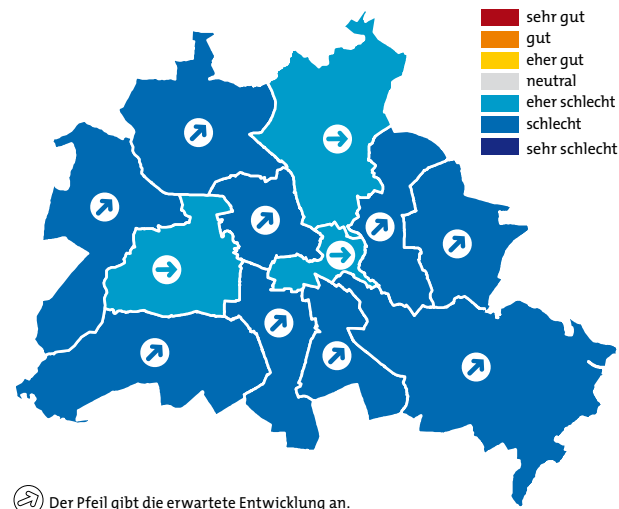 sehr gut
gut
eher gut
neutral
eher schlecht
schlecht
sehr schlecht
Der Pfeil gibt die erwartete Entwicklung an.